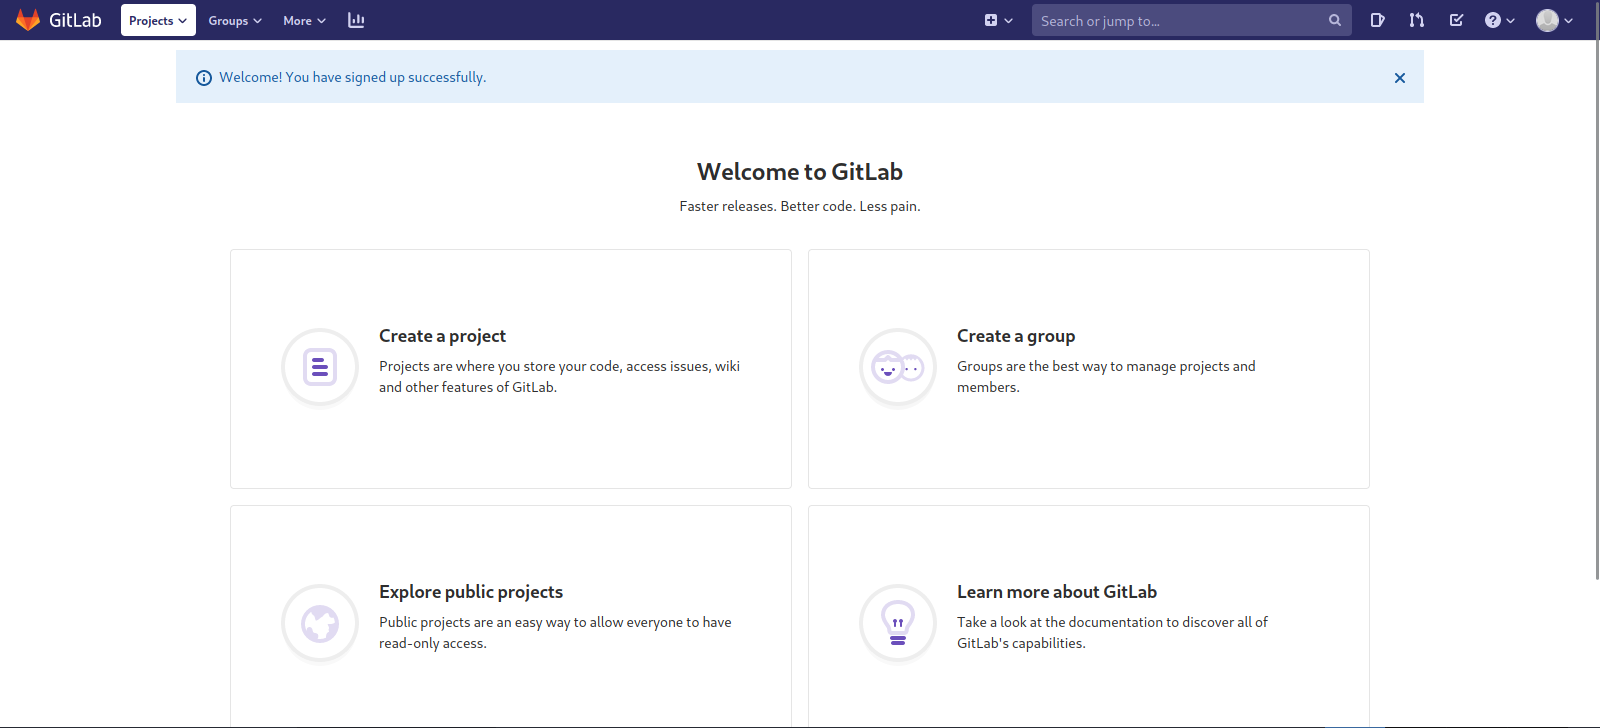 GitLab Projects Groups More Search or jump to...
Welcome! You have signed up successfully.
Welcome to GitLab
Faster releases. Better code. Less pain.
Create a project
Projects are where you store your code, access issues, wiki
and other features of GitLab.
Create a group
Groups are the best way to manage projects and
members.
Explore public projects
Public projects are an easy way to allow everyone to have
read-only access.
Learn more about GitLab
Take a look at the documentation to discover all of
GitLab's capabilities.